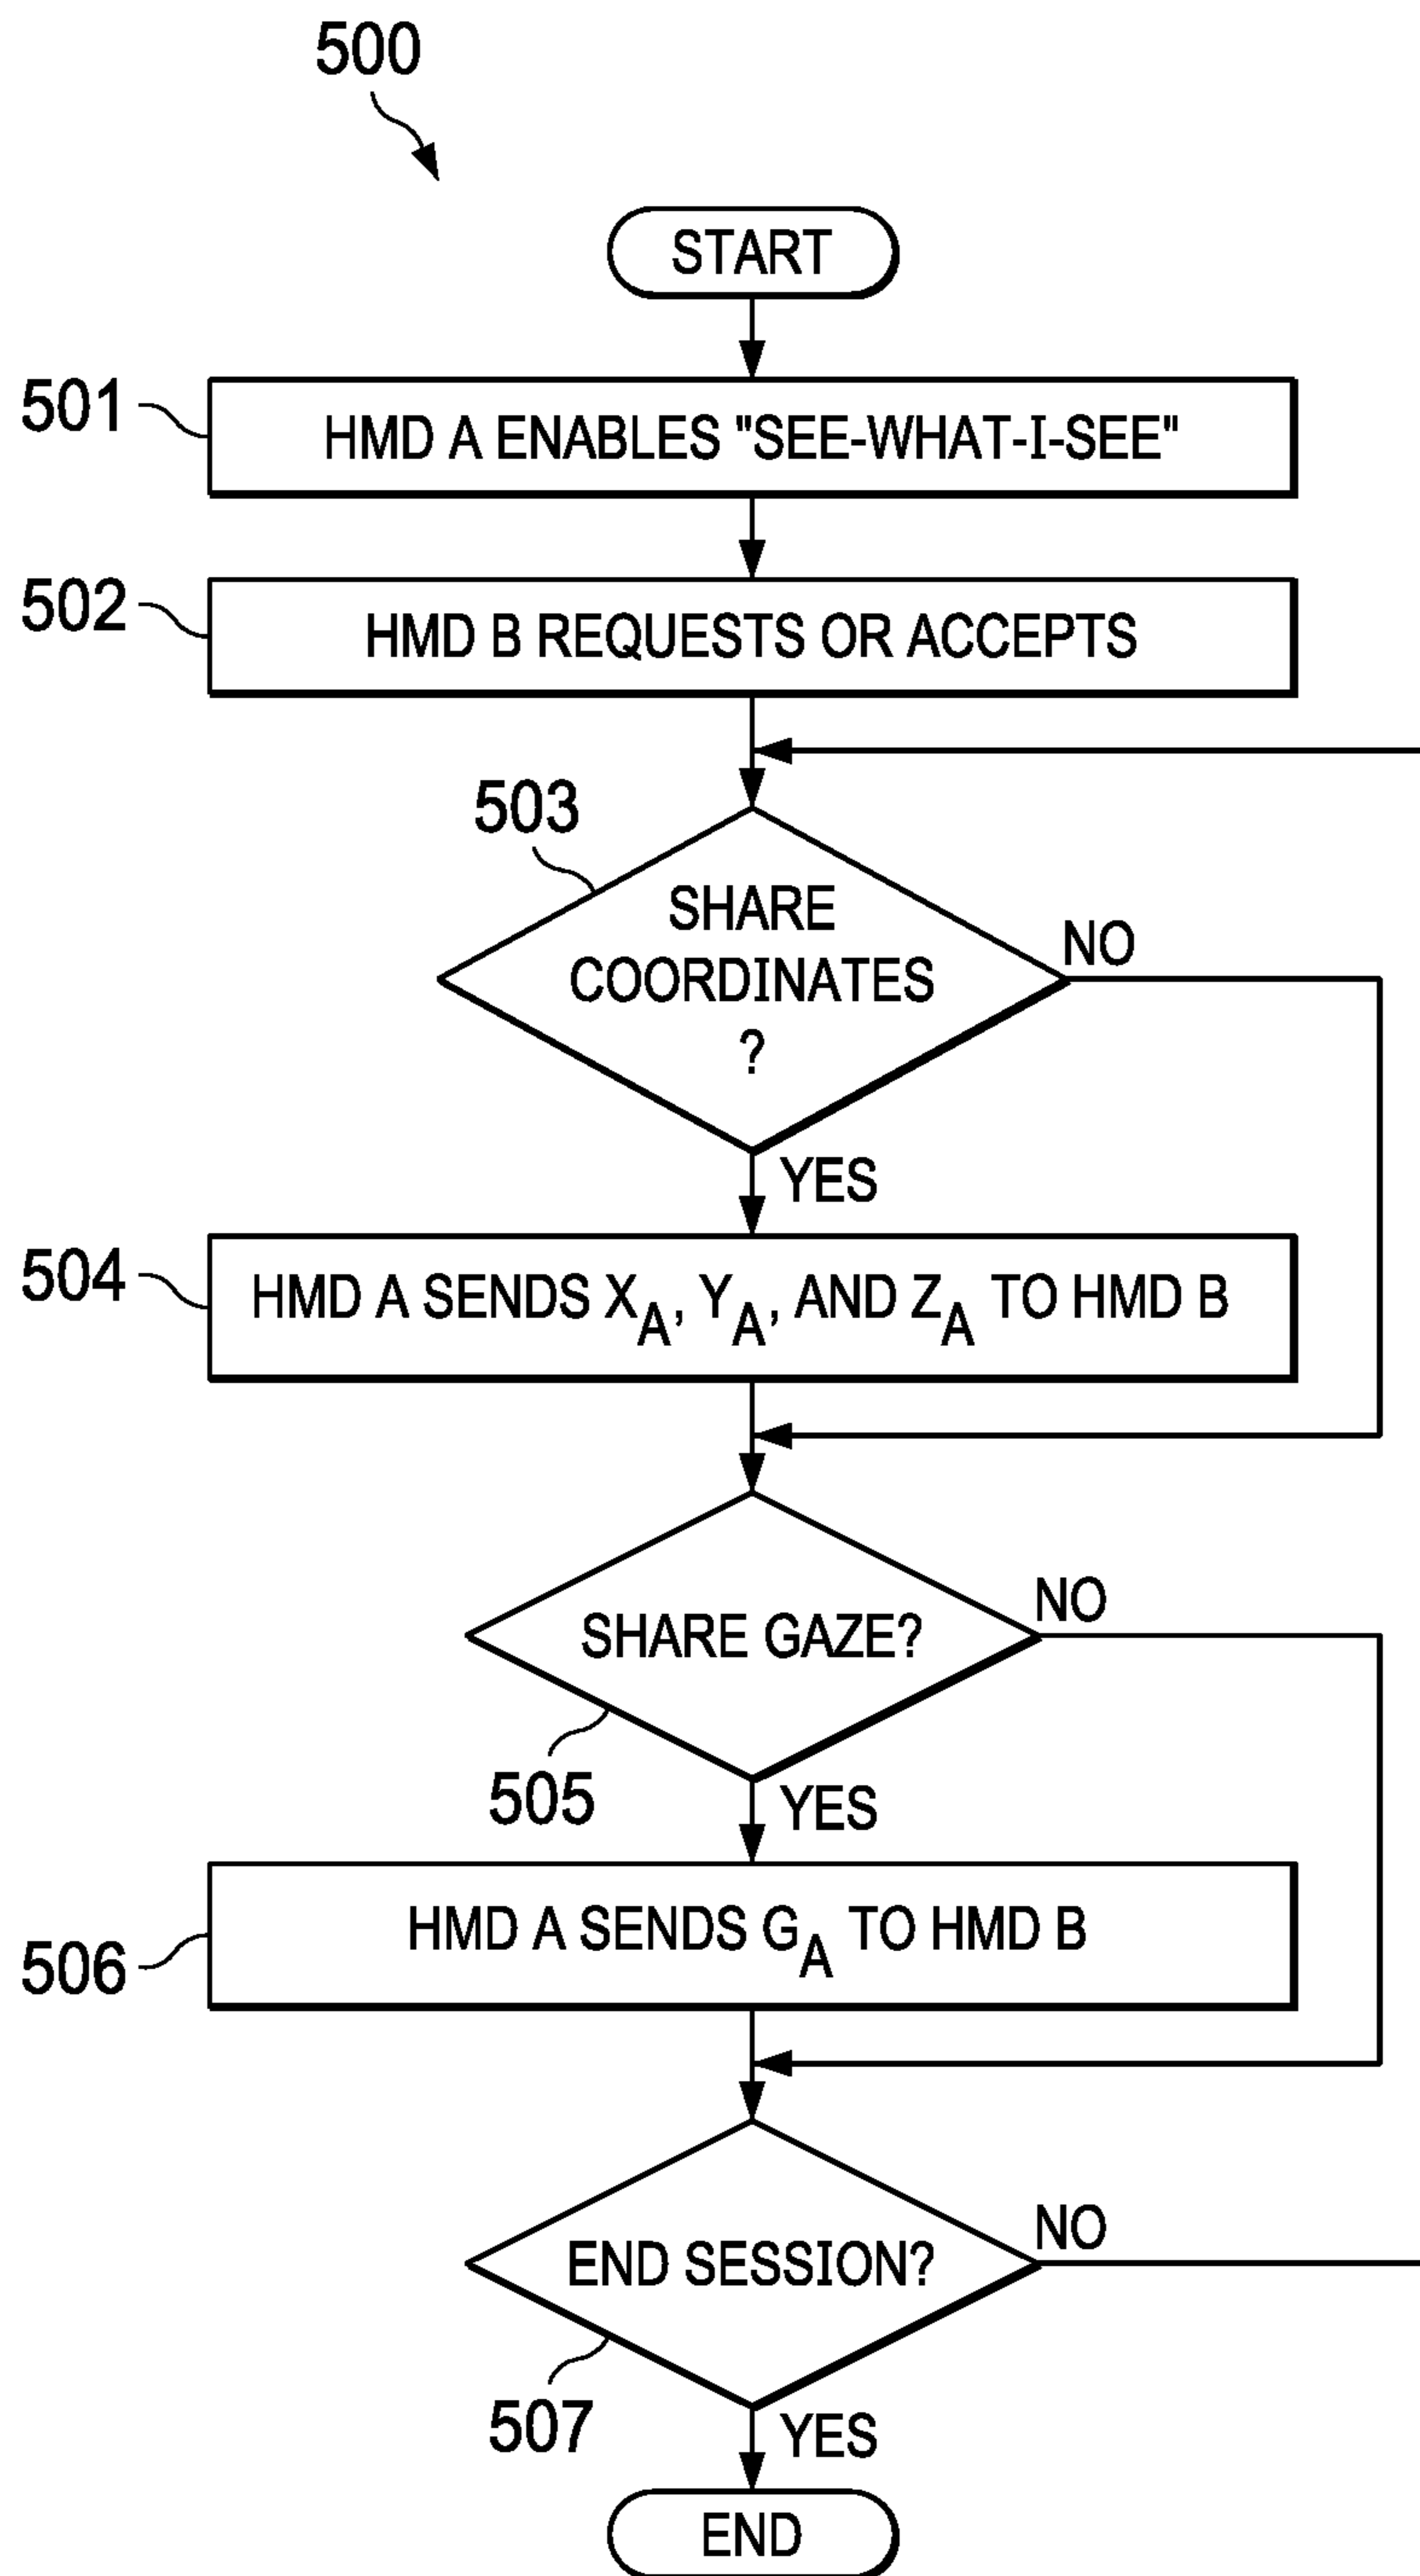 500
START
501
HMD A ENABLES "SEE-WHAT-I-SEE"
502
HMD B REQUESTS OR ACCEPTS
503
SHARE
COORDINATES
?
NO
YES
504
HMD A SENDS XA, YA, AND ZA TO HMD B
SHARE GAZE?
NO
505
YES
HMD A SENDS GA TO HMD B
506
END SESSION?
NO
507
YES
END